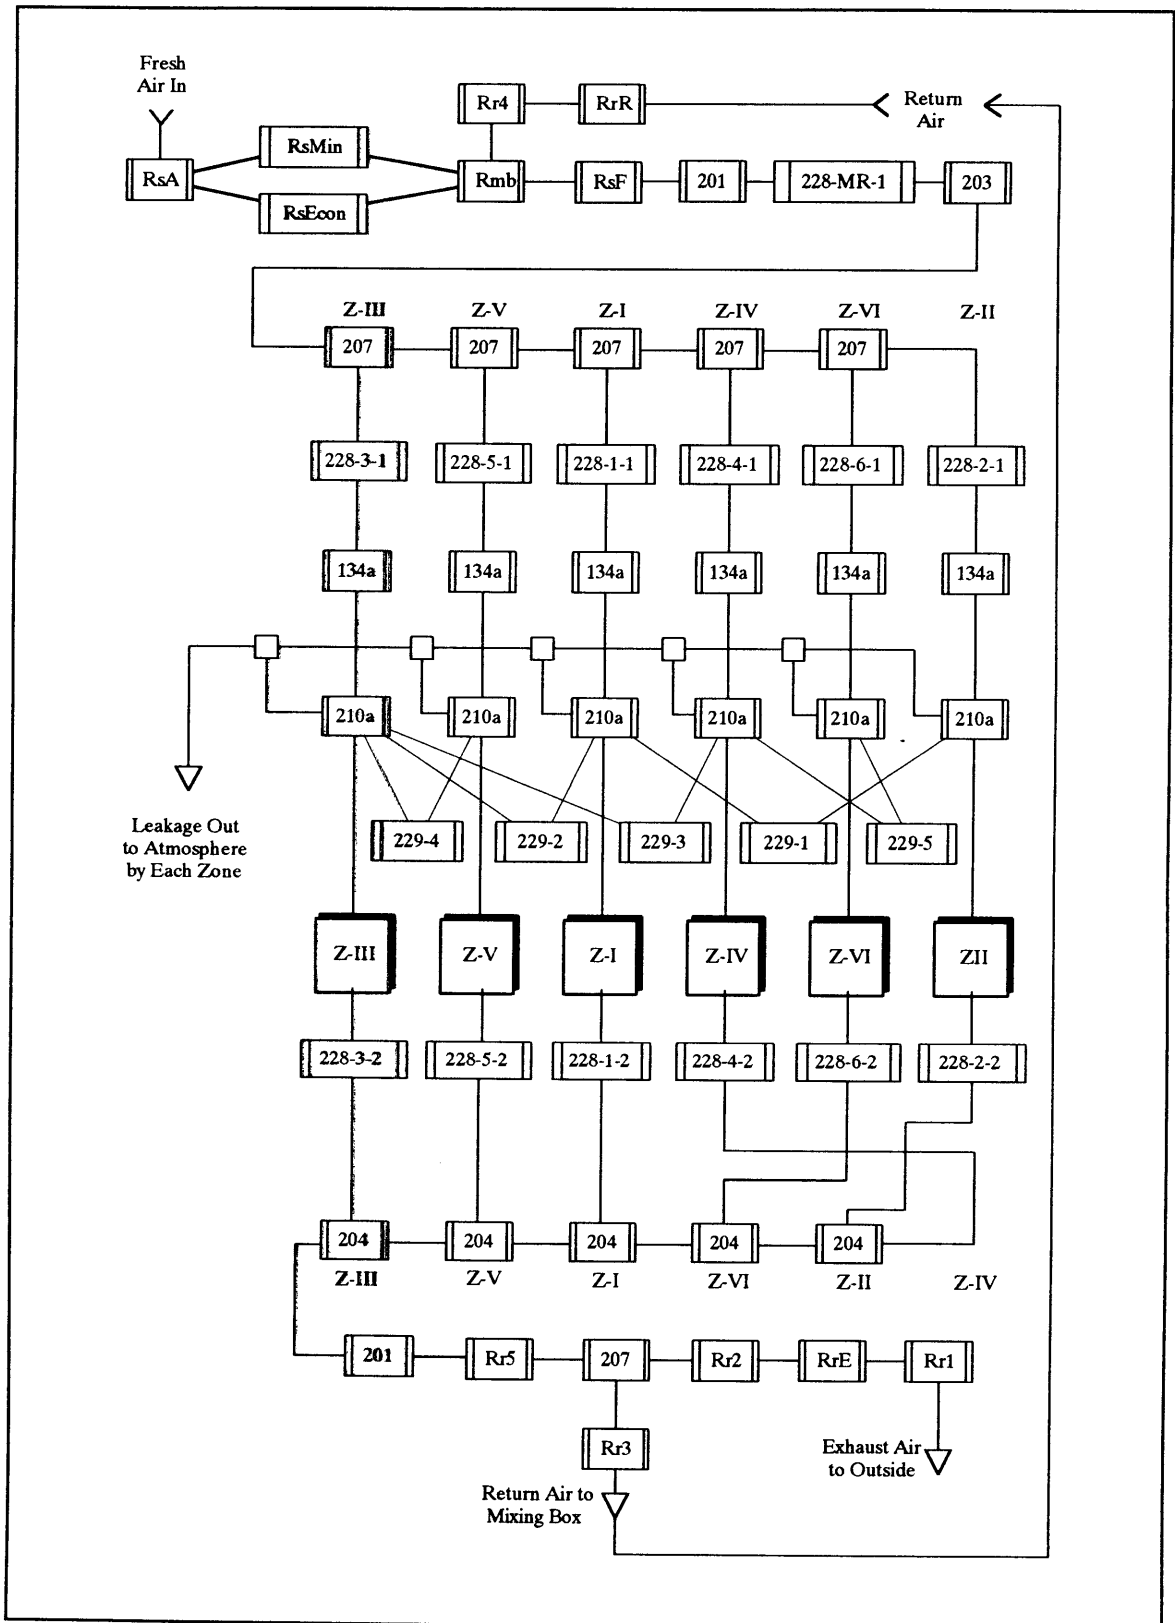 Fresh
Air In
Rr4
RrR
Return
Air
RsMin
RsA
Rmb
RsF
201
228-MR-1
203
RsEcon
Z-III
Z-V
Z-I
Z-IV
Z-VI
Z-II
207
207
207
207
207
228-3-1
228-5-1
228-1-1
228-4-1
228-6-1
228-2-1
134a
134a
134a
134a
134a
134a
210a
210a
210a
210a
210a
210a
229-4
229-2
229-3
229-1
229-5
Leakage Out
to Atmosphere
by Each Zone
Z-III
Z-V
Z-I
Z-IV
Z-VI
ZII
228-3-2
228-5-2
228-1-2
228-4-2
228-6-2
228-2-2
204
204
204
204
204
Z-III
Z-V
Z-I
Z-VI
Z-II
Z-IV
201
Rr5
207
Rr2
RrE
Rr1
Rr3
Exhaust Air
to Outside
Return Air to
Mixing Box